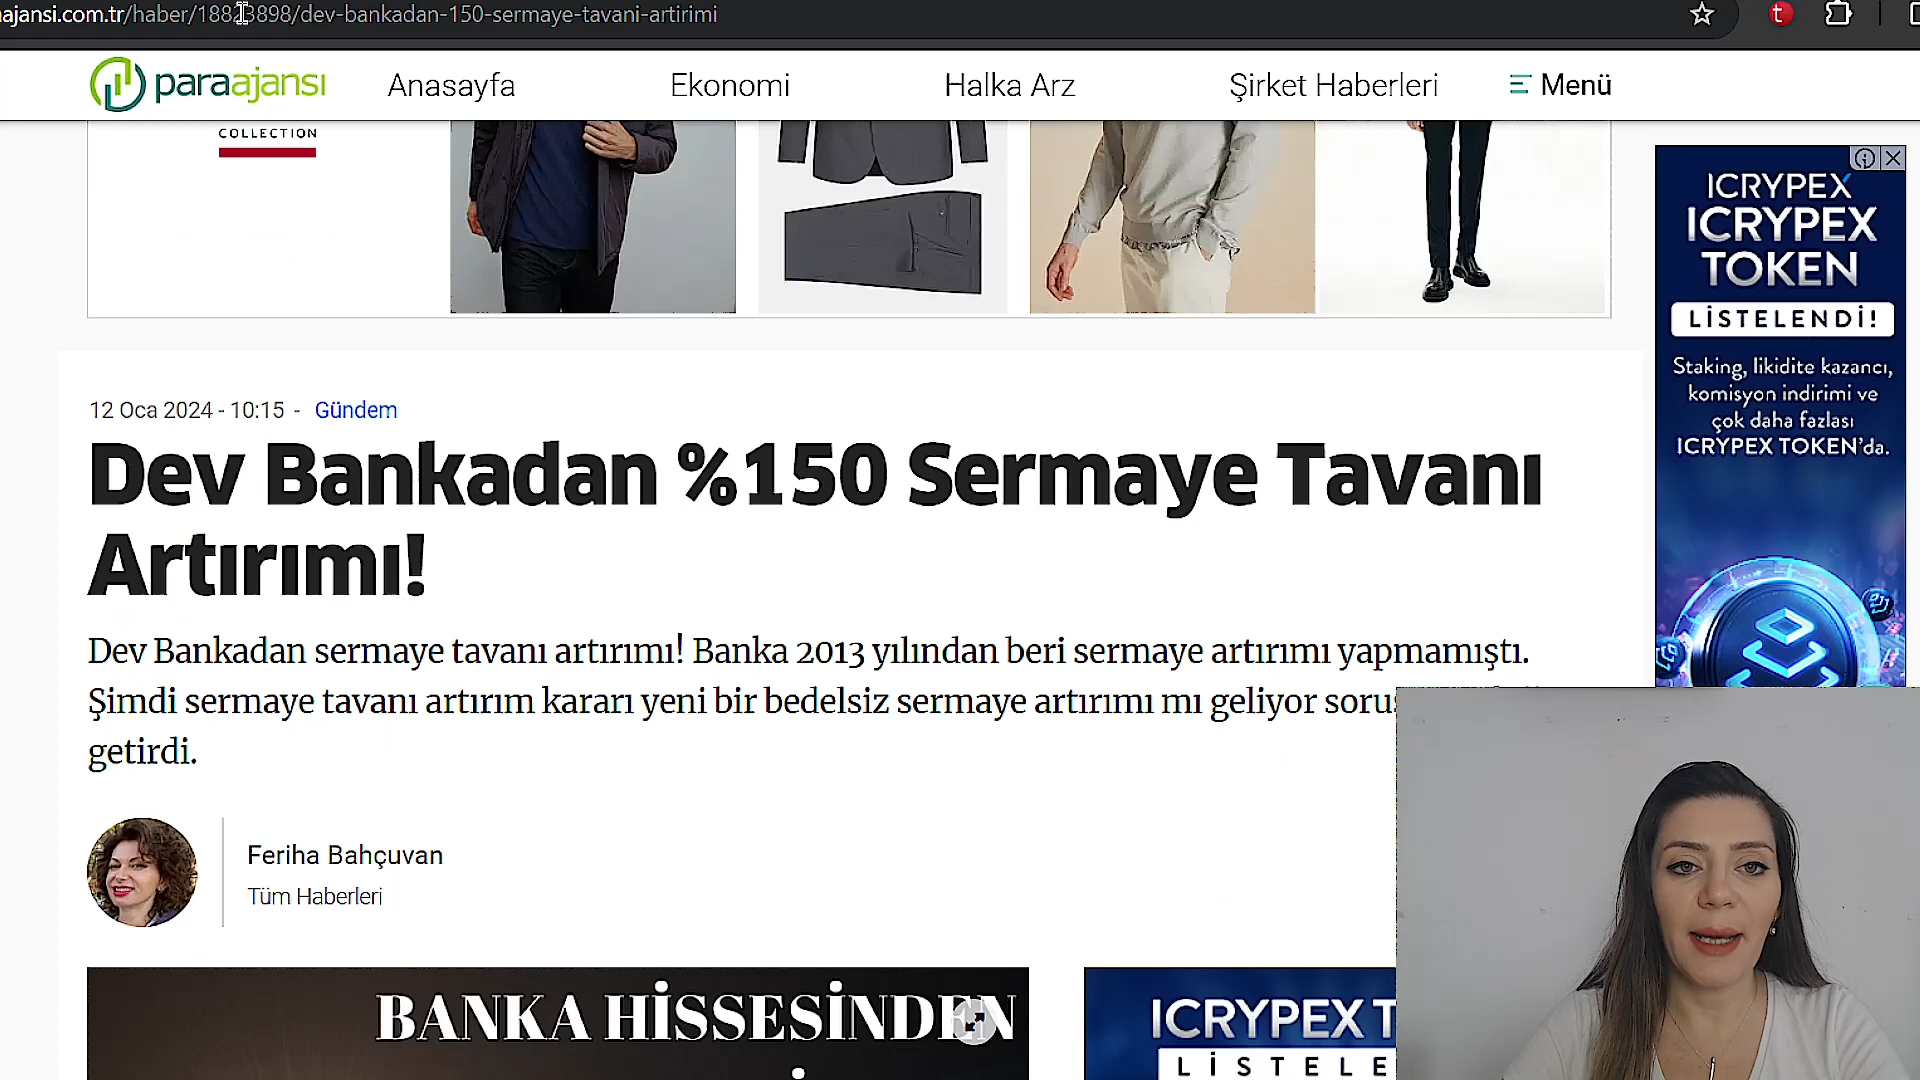 ajansi.com.tr/haber/18823898/dev-bankadan-150-sermaye-tavani-artirimi
paraajansı Anasayfa Ekonomi Halka Arz Şirket Haberleri Menü
COLLECTION
ICRYPEX
ICRYPEX
TOKEN
LİSTELENDİ!
Staking, likidite kazancı,
komisyon indirimi ve
çok daha fazlası
ICRYPEX TOKEN'da.
12 Oca 2024 - 10:15 - Gündem
Dev Bankadan %150 Sermaye Tavanı
Artırımı!
Dev Bankadan sermaye tavanı artırımı! Banka 2013 yılından beri sermaye artırımı yapmamıştı.
Şimdi sermaye tavanı artırım kararı yeni bir bedelsiz sermaye artırımı mı geliyor
getirdi.
Feriha Bahçuvan
Tüm Haberleri
BANKA HİSSESİNDEN
ICRYPEX T
LİSTELE